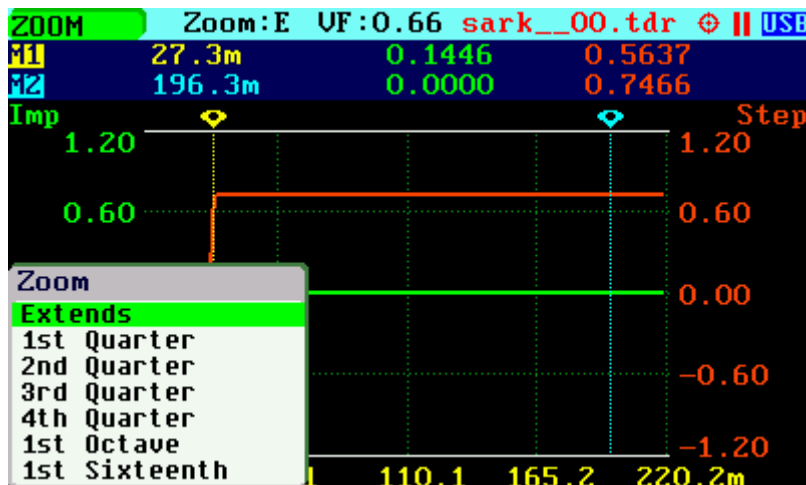 ZOOM Zoom:E VF:0.66 sark__00.tdr USB
M1 27.3m 0.1446 0.5637
M2 196.3m 0.0000 0.7466
Imp Step
1.20 1.20
0.60 0.60
Zoom
Extends 0.00
1st Quarter
2nd Quarter
3rd Quarter -0.60
4th Quarter
1st Octave -1.20
1st Sixteenth 110.1 165.2 220.2m